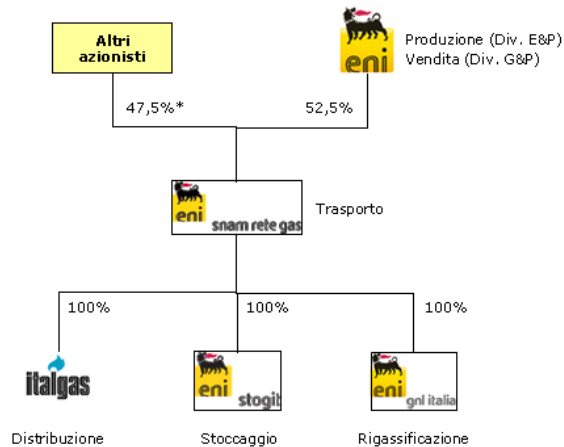 Altri
azionisti
eni
Produzione (Div. E&P)
Vendita (Div. G&P)
47,5%*
52,5%
eni
snam rete gas
Trasporto
100%
100%
100%
italgas
eni
stogit
eni
gnl italia
Distribuzione
Stoccaggio
Rigassificazione